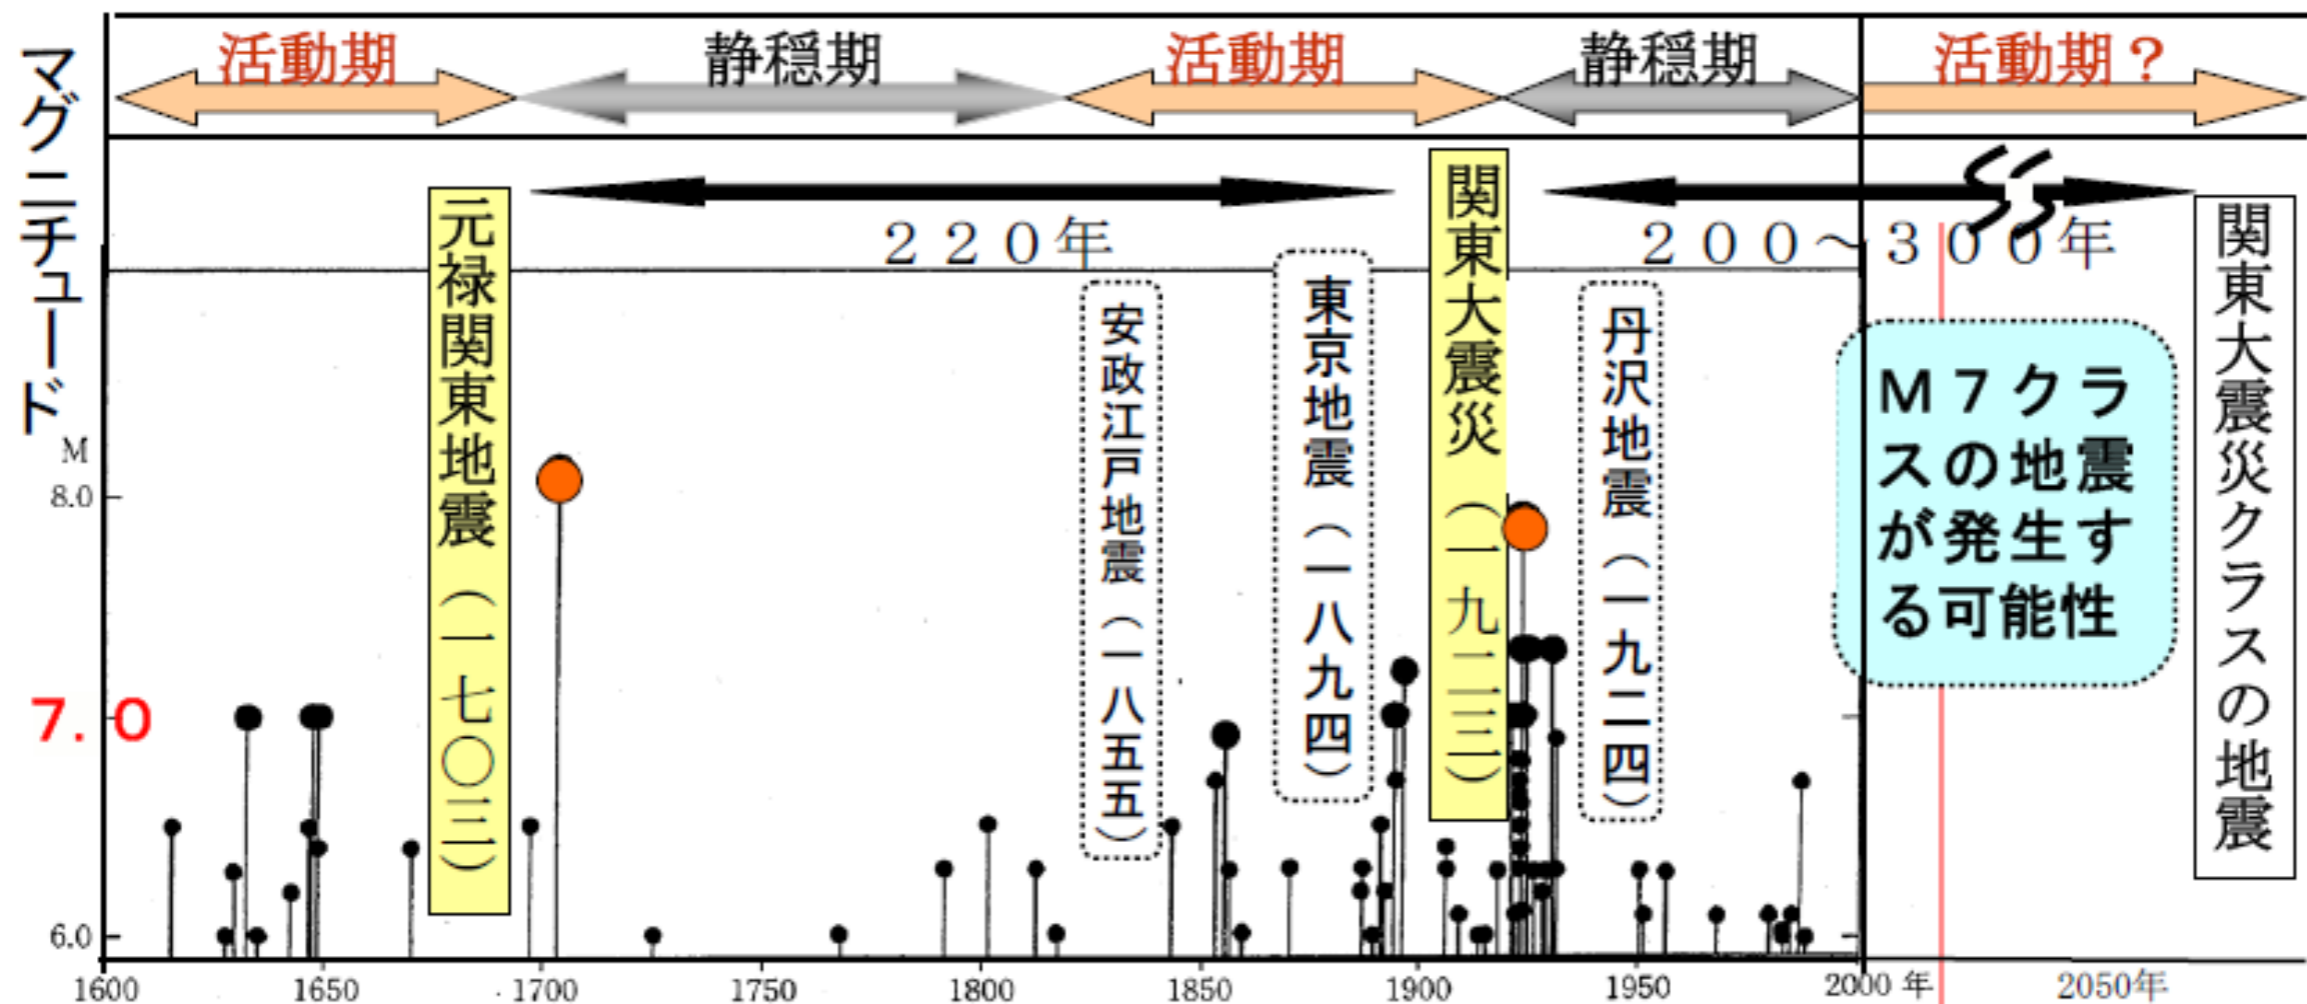 活動期
静穏期
活動期
静穏期
活動期？
マグニチュード
220年
200～300年
元禄関東地震（一七〇三）
安政江戸地震（一八五五）
東京地震（一八九四）
関東大震災（一九二三）
丹沢地震（一九二四）
M7クラ
スの地震
が発生す
る可能性
関東大震災クラスの地震
M
8.0
7.0
6.0
1600
1650
1700
1750
1800
1850
1900
1950
2000 年
2050年